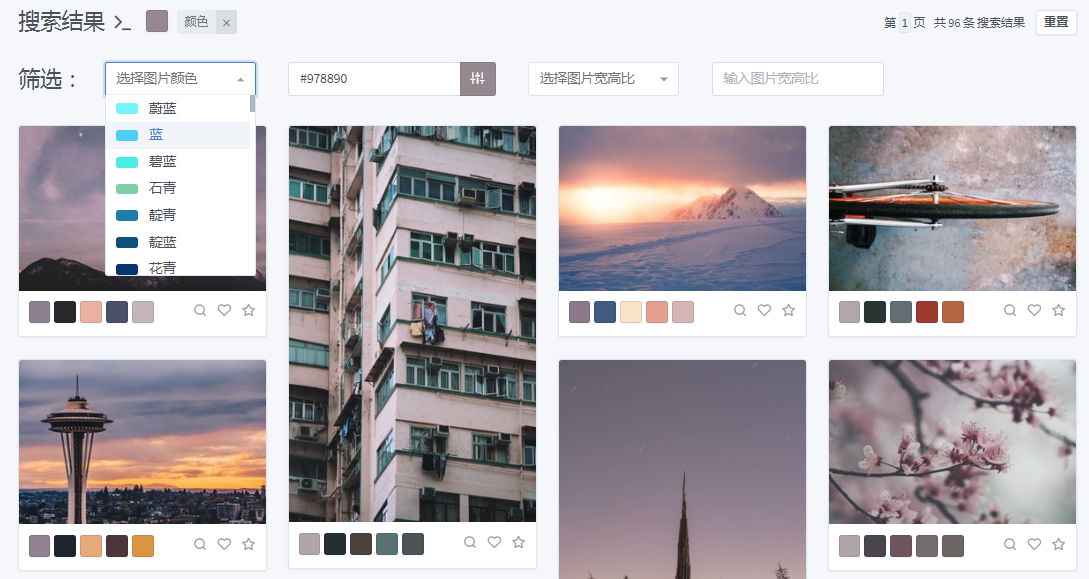 搜索结果 >_ 颜色 ×
第 1 页 共 96 条 搜索结果 重置
筛选： 选择图片颜色 #978890 选择图片宽高比 输入图片宽高比
蔚蓝
蓝
碧蓝
石青
靛青
靛蓝
花青